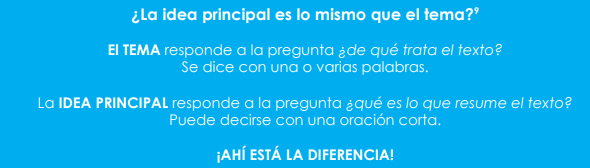 ¿La idea principal es lo mismo que el tema?⁹
El TEMA responde a la pregunta ¿de qué trata el texto?
Se dice con una o varias palabras.
La IDEA PRINCIPAL responde a la pregunta ¿qué es lo que resume el texto?
Puede decirse con una oración corta.
¡AHÍ ESTÁ LA DIFERENCIA!